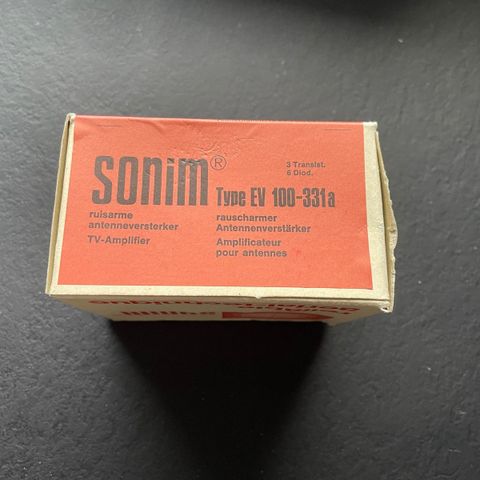 sonim®
3 Transist.
6 Diod.
Type EV 100-331a
ruisarme
antenneversterker
TV-Amplifier
rauscharmer
Antennenverstärker
Amplificateur
pour antennes